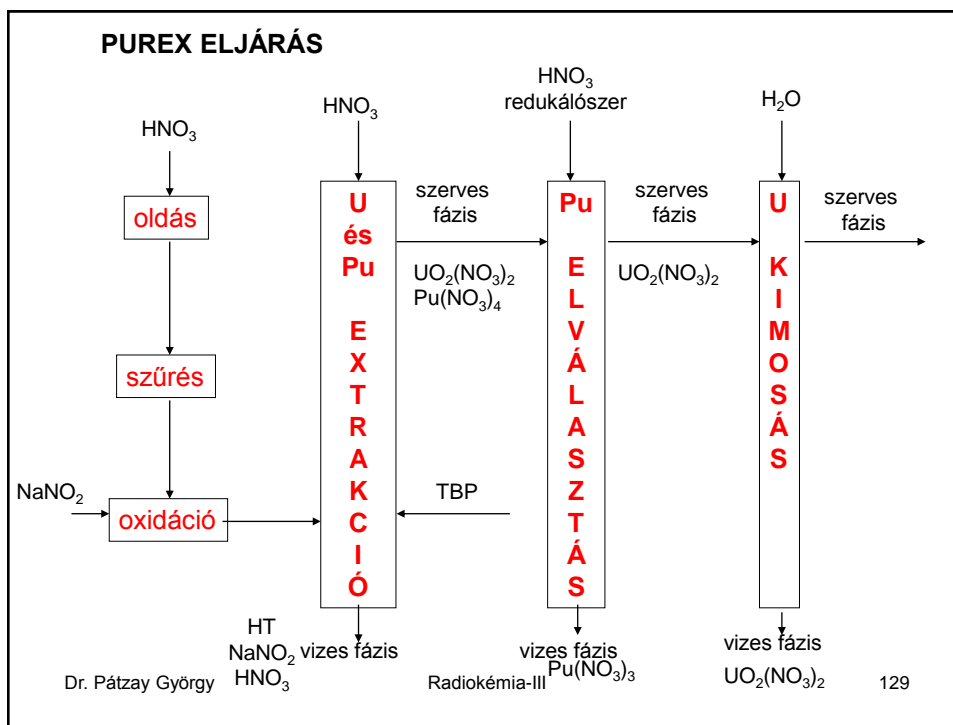 PUREX ELJÁRÁS
HNO₃
oldás
szűrés
NaNO₂
oxidáció
HNO₃
U
és
Pu
E
X
T
R
A
K
C
I
Ó
TBP
HT
NaNO₂
HNO₃
vizes fázis
szerves
fázis
UO₂(NO₃)₂
Pu(NO₃)₄
HNO₃
redukálószer
Pu
E
L
V
Á
L
A
S
Z
T
Á
S
vizes fázis
Pu(NO₃)₃
szerves
fázis
UO₂(NO₃)₂
H₂O
U
K
I
M
O
S
Á
S
szerves
fázis
vizes fázis
UO₂(NO₃)₂
Dr. Pátzay György
Radiokémia-III
129